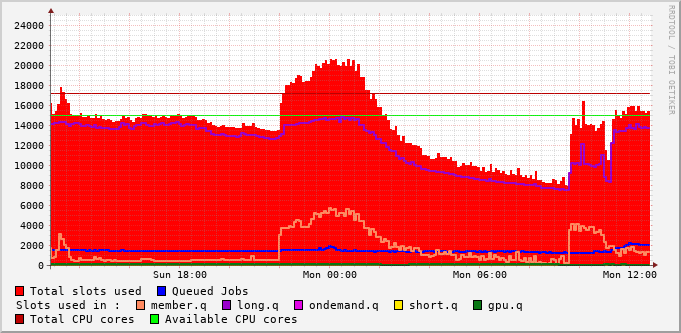 24000
22000
20000
18000
16000
14000
12000
10000
8000
6000
4000
2000
0
Sun 18:00 Mon 00:00 Mon 06:00 Mon 12:00
RRDTOOL / TOBI OETIKER
Total slots used Queued Jobs
Slots used in : member.q long.q ondemand.q short.q gpu.q
Total CPU cores Available CPU cores